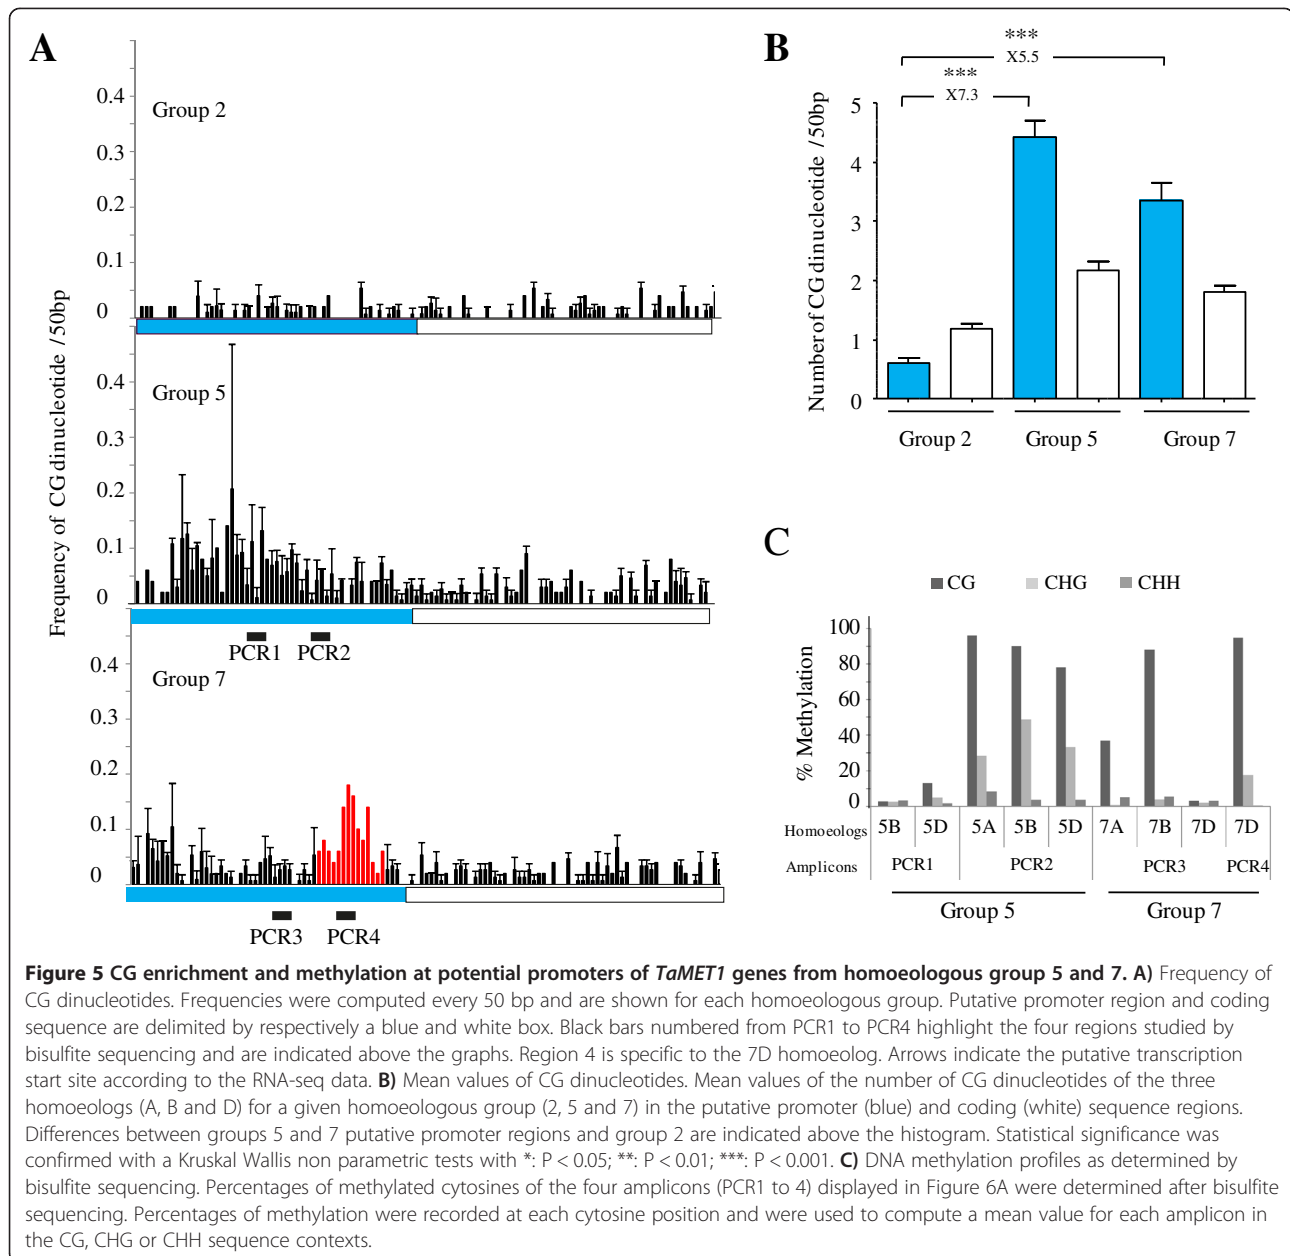 A
Frequency of CG dinucleotide / 50bp
Group 2
0.4
0.3
0.2
0.1
0
Group 5
0.4
0.3
0.2
0.1
0
PCR1 PCR2
Group 7
0.4
0.3
0.2
0.1
0
PCR3 PCR4
B
Number of CG dinucleotide / 50bp
***
X5.5
***
X7.3
5
4
3
2
1
0
Group 2 Group 5 Group 7
C
CG CHG CHH
% Methylation
100
80
60
40
20
0
Homoeologs 5B 5D 5A 5B 5D 7A 7B 7D 7D
Amplicons PCR1 PCR2 PCR3 PCR4
Group 5 Group 7
Figure 5 CG enrichment and methylation at potential promoters of TaMET1 genes from homoeologous group 5 and 7. A) Frequency of
CG dinucleotides. Frequencies were computed every 50 bp and are shown for each homoeologous group. Putative promoter region and coding
sequence are delimited by respectively a blue and white box. Black bars numbered from PCR1 to PCR4 highlight the four regions studied by
bisulfite sequencing and are indicated above the graphs. Region 4 is specific to the 7D homoeolog. Arrows indicate the putative transcription
start site according to the RNA-seq data. B) Mean values of CG dinucleotides. Mean values of the number of CG dinucleotides of the three
homoeologs (A, B and D) for a given homoeologous group (2, 5 and 7) in the putative promoter (blue) and coding (white) sequence regions.
Differences between groups 5 and 7 putative promoter regions and group 2 are indicated above the histogram. Statistical significance was
confirmed with a Kruskal Wallis non parametric tests with *: P < 0.05; **: P < 0.01; ***: P < 0.001. C) DNA methylation profiles as determined by
bisulfite sequencing. Percentages of methylated cytosines of the four amplicons (PCR1 to 4) displayed in Figure 6A were determined after bisulfite
sequencing. Percentages of methylation were recorded at each cytosine position and were used to compute a mean value for each amplicon in
the CG, CHG or CHH sequence contexts.